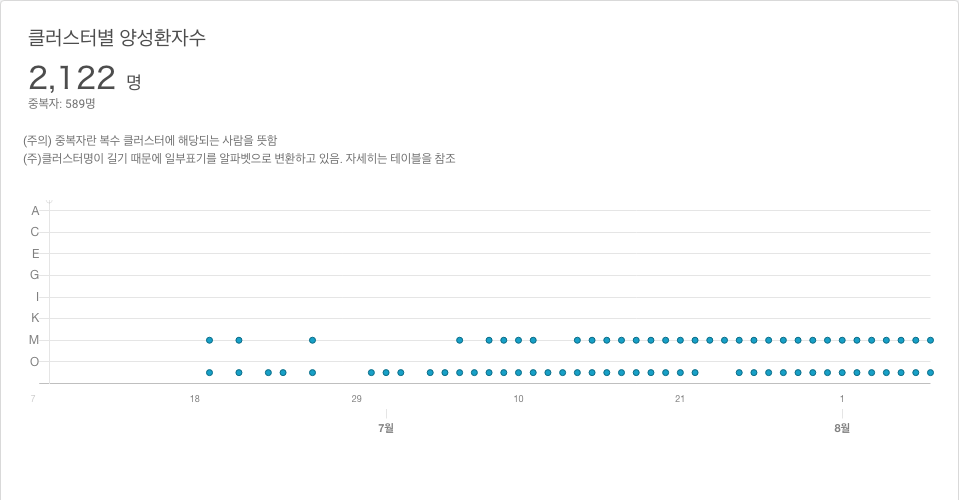 클러스터별 양성환자수
2,122 명
중복자: 589명
(주의) 중복자란 복수 클러스터에 해당되는 사람을 뜻함
(주)클러스터명이 길기 때문에 일부표기를 알파벳으로 변환하고 있음. 자세히는 테이블을 참조
A
C
E
G
I
K
M
O
7 18 29 10 21 1
7월 8월